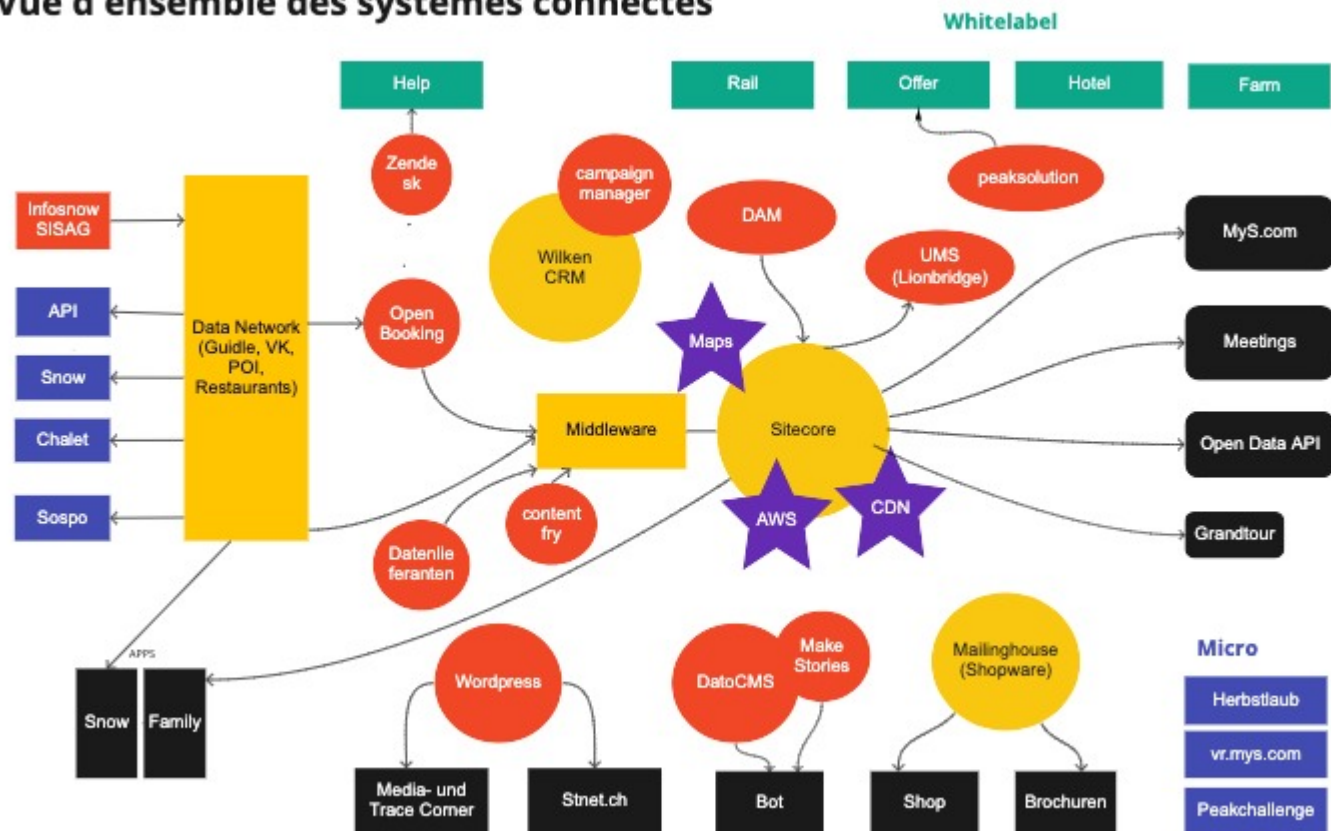 Vue d'ensemble des systèmes connectés
Whitelabel
Help
Rail
Offer
Hotel
Farm
Zende
sk
campaign
manager
peaksolution
Infosnow
SISAG
DAM
MyS.com
Wilken
CRM
UMS
(Lionbridge)
API
Open
Booking
Data Network
(Guidle, VK,
POI,
Restaurants)
Maps
Meetings
Snow
Chalet
Middleware
Sitecore
Open Data API
Sospo
content
fry
AWS
CDN
Grandtour
Datenlie
feranten
APPS
Snow
Family
Wordpress
DatoCMS
Make
Stories
Mailinghouse
(Shopware)
Micro
Herbstlaub
vr.mys.com
Peakchallenge
Media- und
Trace Corner
Stnet.ch
Bot
Shop
Brochuren